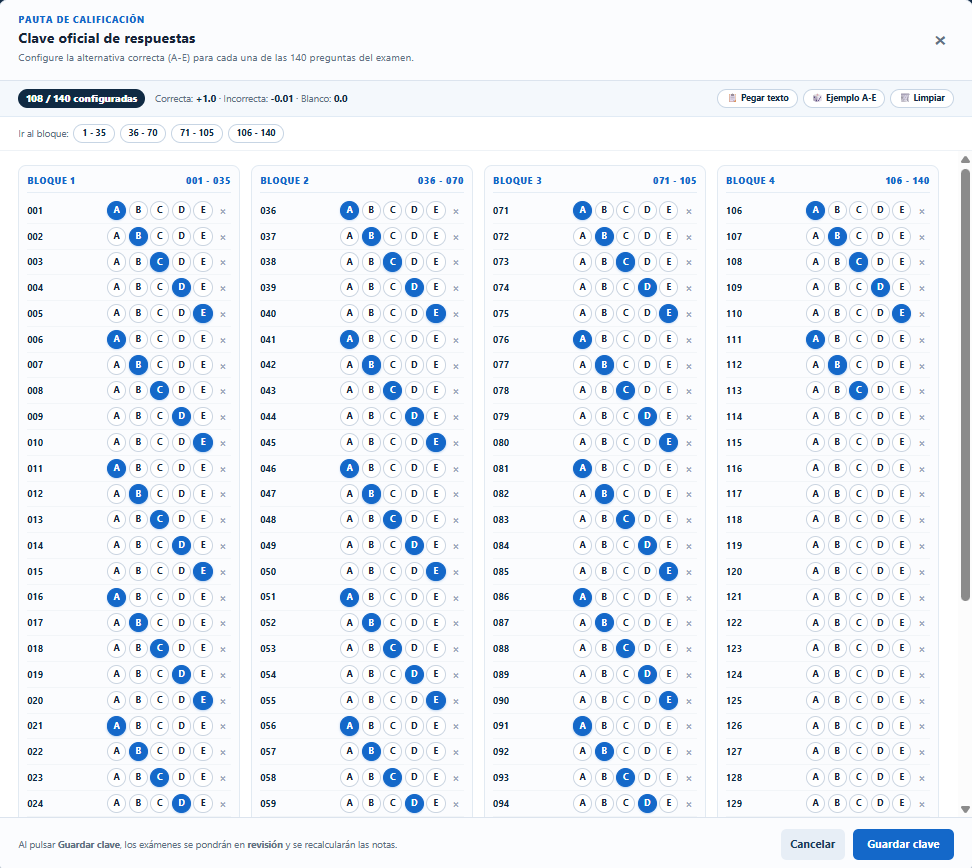 PAUTA DE CALIFICACIÓN
Clave oficial de respuestas
×
Configure la alternativa correcta (A-E) para cada una de las 140 preguntas del examen.
108 / 140 configuradas Correcta: +1.0 · Incorrecta: -0.01 · Blanco: 0.0 Pegar texto Ejemplo A-E Limpiar
Ir al bloque: 1 - 35 36 - 70 71 - 105 106 - 140
BLOQUE 1 001 - 035 BLOQUE 2 036 - 070 BLOQUE 3 071 - 105 BLOQUE 4 106 - 140
001 A B C D E × 036 A B C D E × 071 A B C D E × 106 A B C D E ×
002 A B C D E × 037 A B C D E × 072 A B C D E × 107 A B C D E ×
003 A B C D E × 038 A B C D E × 073 A B C D E × 108 A B C D E ×
004 A B C D E × 039 A B C D E × 074 A B C D E × 109 A B C D E ×
005 A B C D E × 040 A B C D E × 075 A B C D E × 110 A B C D E ×
006 A B C D E × 041 A B C D E × 076 A B C D E × 111 A B C D E ×
007 A B C D E × 042 A B C D E × 077 A B C D E × 112 A B C D E ×
008 A B C D E × 043 A B C D E × 078 A B C D E × 113 A B C D E ×
009 A B C D E × 044 A B C D E × 079 A B C D E × 114 A B C D E ×
010 A B C D E × 045 A B C D E × 080 A B C D E × 115 A B C D E ×
011 A B C D E × 046 A B C D E × 081 A B C D E × 116 A B C D E ×
012 A B C D E × 047 A B C D E × 082 A B C D E × 117 A B C D E ×
013 A B C D E × 048 A B C D E × 083 A B C D E × 118 A B C D E ×
014 A B C D E × 049 A B C D E × 084 A B C D E × 119 A B C D E ×
015 A B C D E × 050 A B C D E × 085 A B C D E × 120 A B C D E ×
016 A B C D E × 051 A B C D E × 086 A B C D E × 121 A B C D E ×
017 A B C D E × 052 A B C D E × 087 A B C D E × 122 A B C D E ×
018 A B C D E × 053 A B C D E × 088 A B C D E × 123 A B C D E ×
019 A B C D E × 054 A B C D E × 089 A B C D E × 124 A B C D E ×
020 A B C D E × 055 A B C D E × 090 A B C D E × 125 A B C D E ×
021 A B C D E × 056 A B C D E × 091 A B C D E × 126 A B C D E ×
022 A B C D E × 057 A B C D E × 092 A B C D E × 127 A B C D E ×
023 A B C D E × 058 A B C D E × 093 A B C D E × 128 A B C D E ×
024 A B C D E × 059 A B C D E × 094 A B C D E × 129 A B C D E ×
Al pulsar Guardar clave, los exámenes se pondrán en revisión y se recalcularán las notas. Cancelar Guardar clave